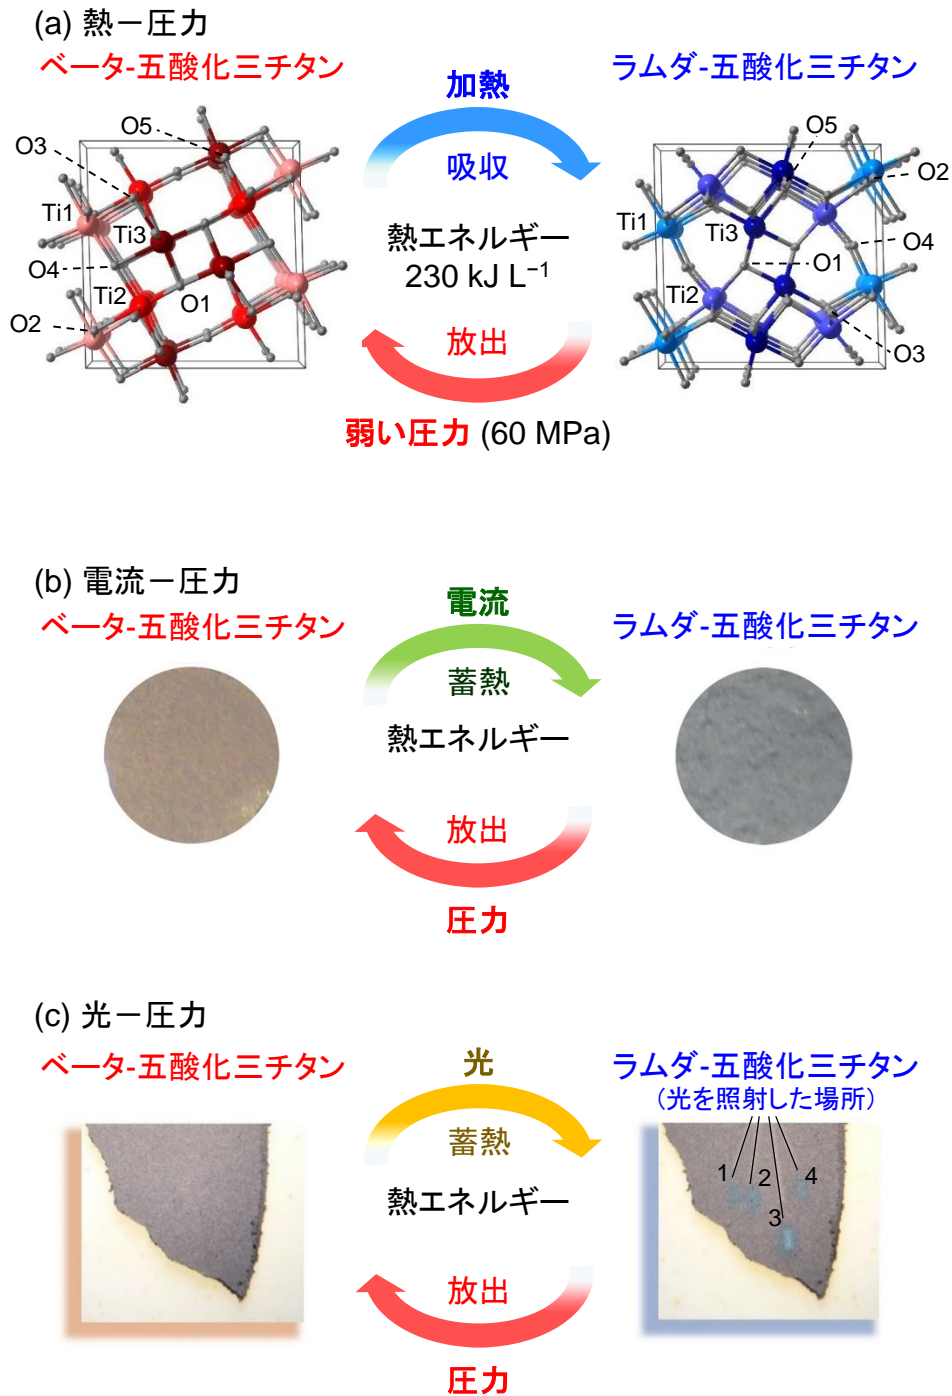 (a) 熱－圧力
ベータ-五酸化三チタン
加熱
ラムダ-五酸化三チタン
吸収
O5
O3
Ti1
Ti3
O4
Ti2
O1
O2
熱エネルギー
230 kJ L⁻¹
O5
O2
Ti1
Ti3
O4
O1
Ti2
O3
放出
弱い圧力 (60 MPa)
(b) 電流－圧力
ベータ-五酸化三チタン
電流
ラムダ-五酸化三チタン
蓄熱
熱エネルギー
放出
圧力
(c) 光－圧力
ベータ-五酸化三チタン
光
ラムダ-五酸化三チタン
（光を照射した場所）
蓄熱
1
2
4
3
熱エネルギー
放出
圧力